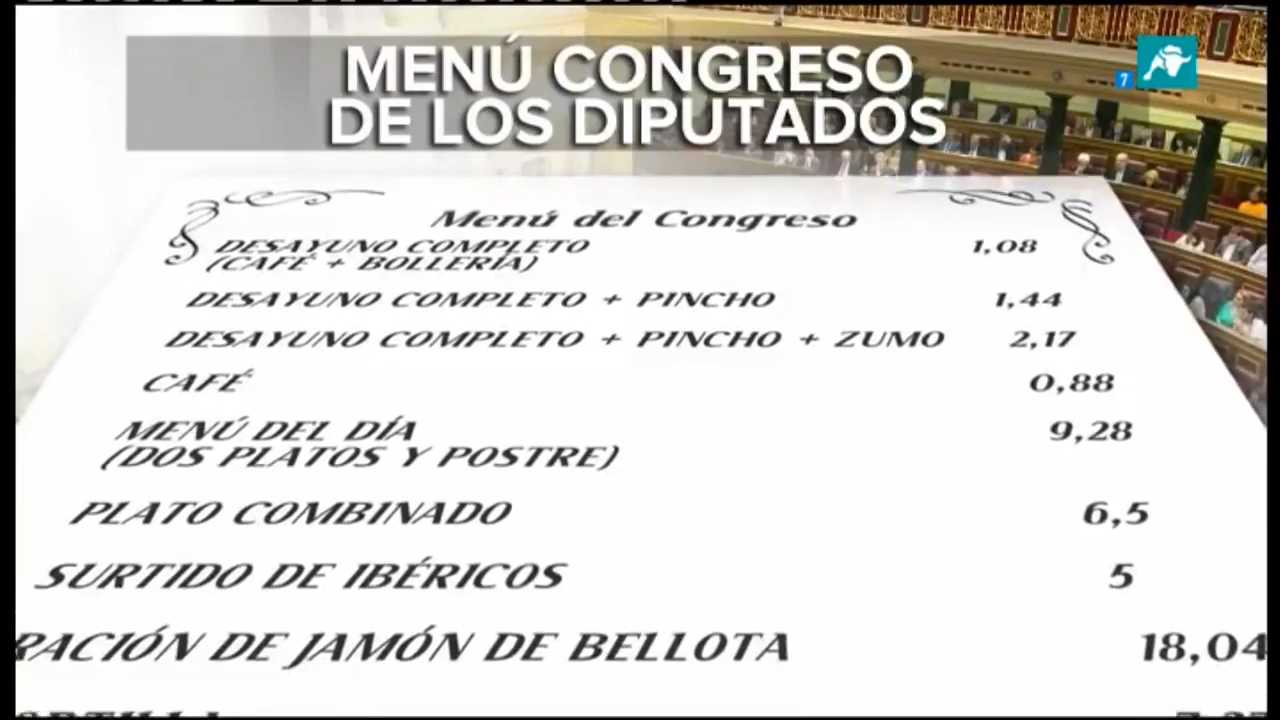 MENÚ CONGRESO
DE LOS DIPUTADOS
7
Menú del Congreso
DESAYUNO COMPLETO 1,08
(CAFÉ + BOLLERÍA)
DESAYUNO COMPLETO + PINCHO 1,44
DESAYUNO COMPLETO + PINCHO + ZUMO 2,17
CAFÉ 0,88
MENÚ DEL DÍA 9,28
(DOS PLATOS Y POSTRE)
PLATO COMBINADO 6,5
SURTIDO DE IBÉRICOS 5
RACIÓN DE JAMÓN DE BELLOTA 18,04